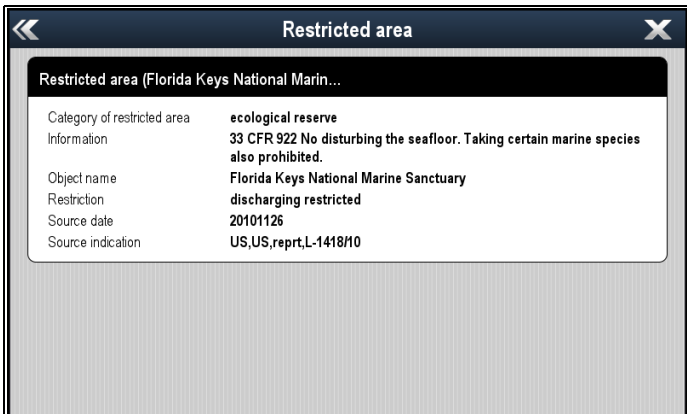 Restricted area
Restricted area (Florida Keys National Marin...
Category of restricted area ecological reserve
Information 33 CFR 922 No disturbing the seafloor. Taking certain marine species
also prohibited.
Object name Florida Keys National Marine Sanctuary
Restriction discharging restricted
Source date 20101126
Source indication US,US,reprt,L-1418/10